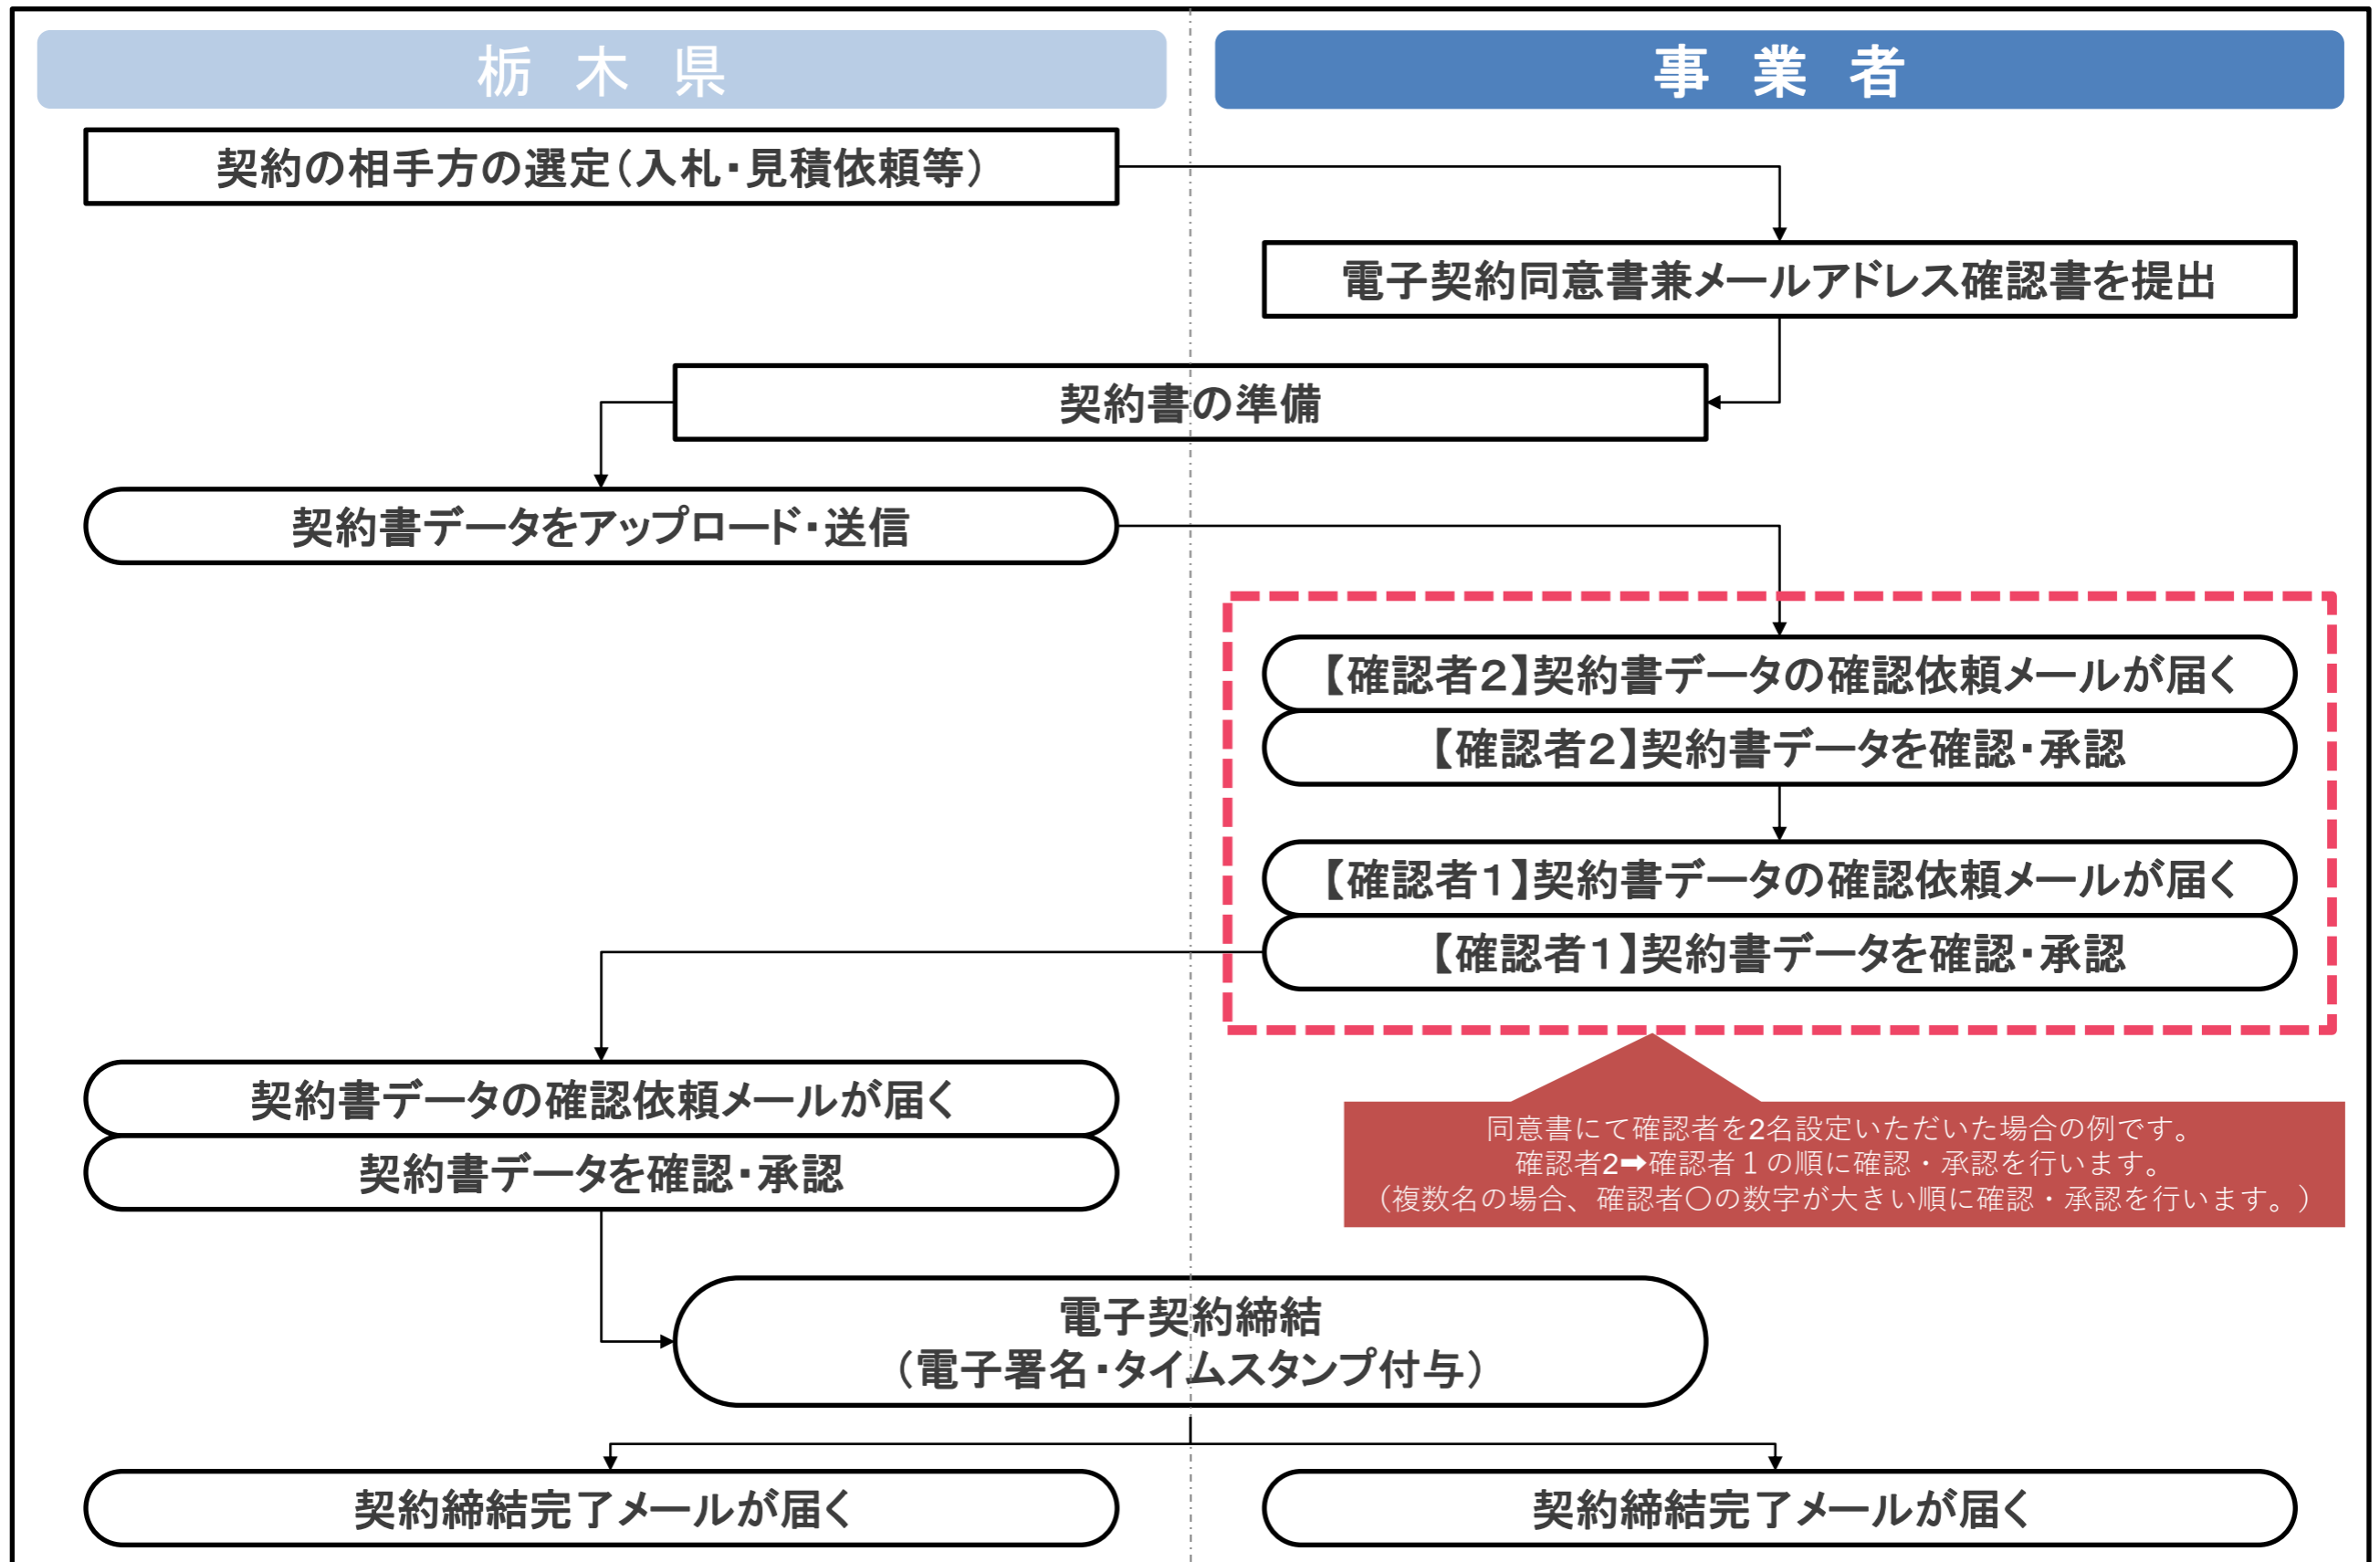 栃 木 県
事 業 者
契約の相手方の選定（入札・見積依頼等）
電子契約同意書兼メールアドレス確認書を提出
契約書の準備
契約書データをアップロード・送信
【確認者２】契約書データの確認依頼メールが届く
【確認者２】契約書データを確認・承認
【確認者１】契約書データの確認依頼メールが届く
【確認者１】契約書データを確認・承認
契約書データの確認依頼メールが届く
契約書データを確認・承認
同意書にて確認者を2名設定いただいた場合の例です。
確認者2➡確認者１の順に確認・承認を行います。
（複数名の場合、確認者〇の数字が大きい順に確認・承認を行います。）
電子契約締結
（電子署名・タイムスタンプ付与）
契約締結完了メールが届く
契約締結完了メールが届く